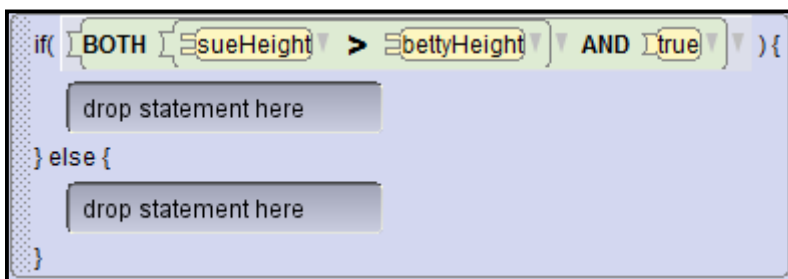 if( BOTH sueHeight > bettyHeight AND true ) {
drop statement here
} else {
drop statement here
}